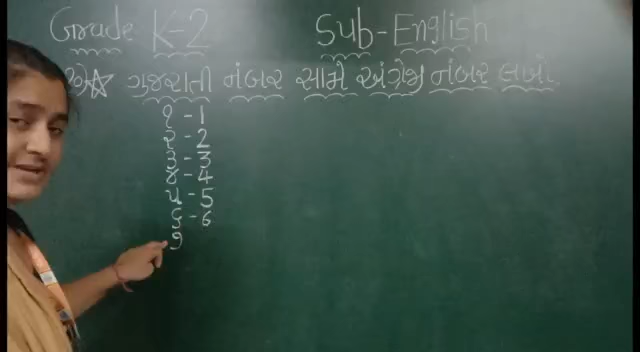 Grade K-2 Sub-English
ગુજરાતી નંબર સામે અંગ્રેજી નંબર લખો.
૧ - 1
૨ - 2
૩ - 3
૪ - 4
૫ - 5
૬ - 6
૭